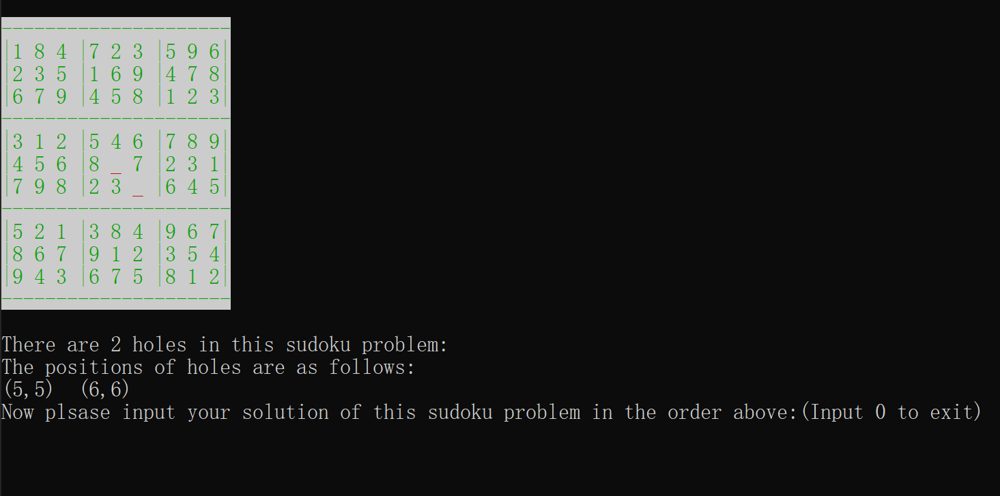 ---------------------
|1 8 4 |7 2 3 |5 9 6|
|2 3 5 |1 6 9 |4 7 8|
|6 7 9 |4 5 8 |1 2 3|
---------------------
|3 1 2 |5 4 6 |7 8 9|
|4 5 6 |8 _ 7 |2 3 1|
|7 9 8 |2 3 _ |6 4 5|
---------------------
|5 2 1 |3 8 4 |9 6 7|
|8 6 7 |9 1 2 |3 5 4|
|9 4 3 |6 7 5 |8 1 2|
---------------------
There are 2 holes in this sudoku problem:
The positions of holes are as follows:
(5,5)  (6,6)
Now plsase input your solution of this sudoku problem in the order above:(Input 0 to exit)